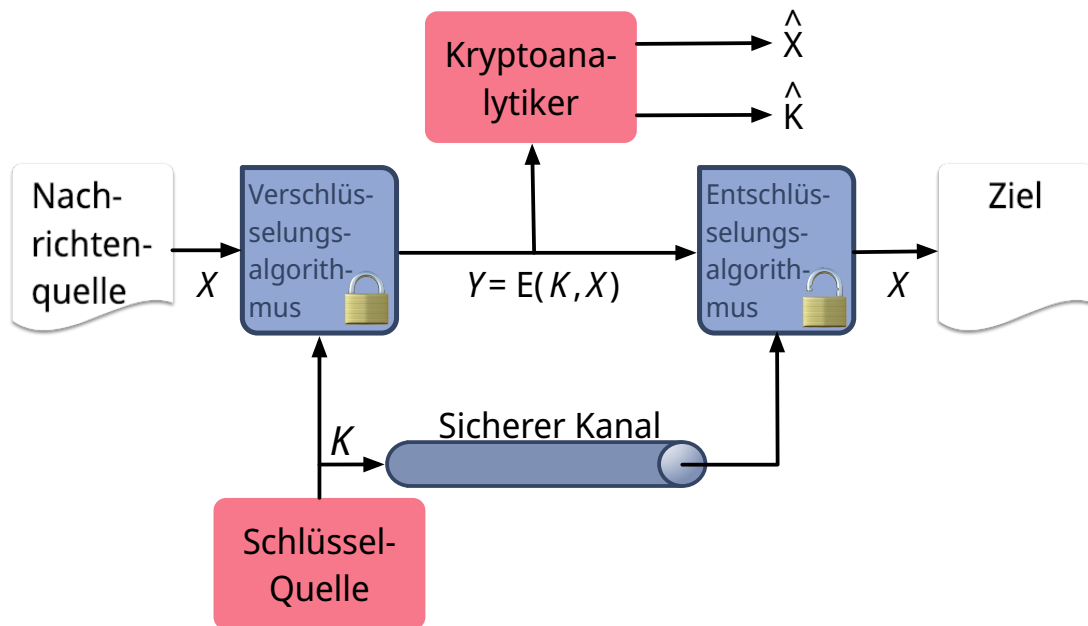 Kryptoana-
lytiker
^
X
^
K
Nach-
richten-
quelle
X
Verschlüs-
selungs-
algorith-
mus
Y = E( K , X )
Entschlüs-
selungs-
algorith-
mus
X
Ziel
K
Sicherer Kanal
Schlüssel-
Quelle